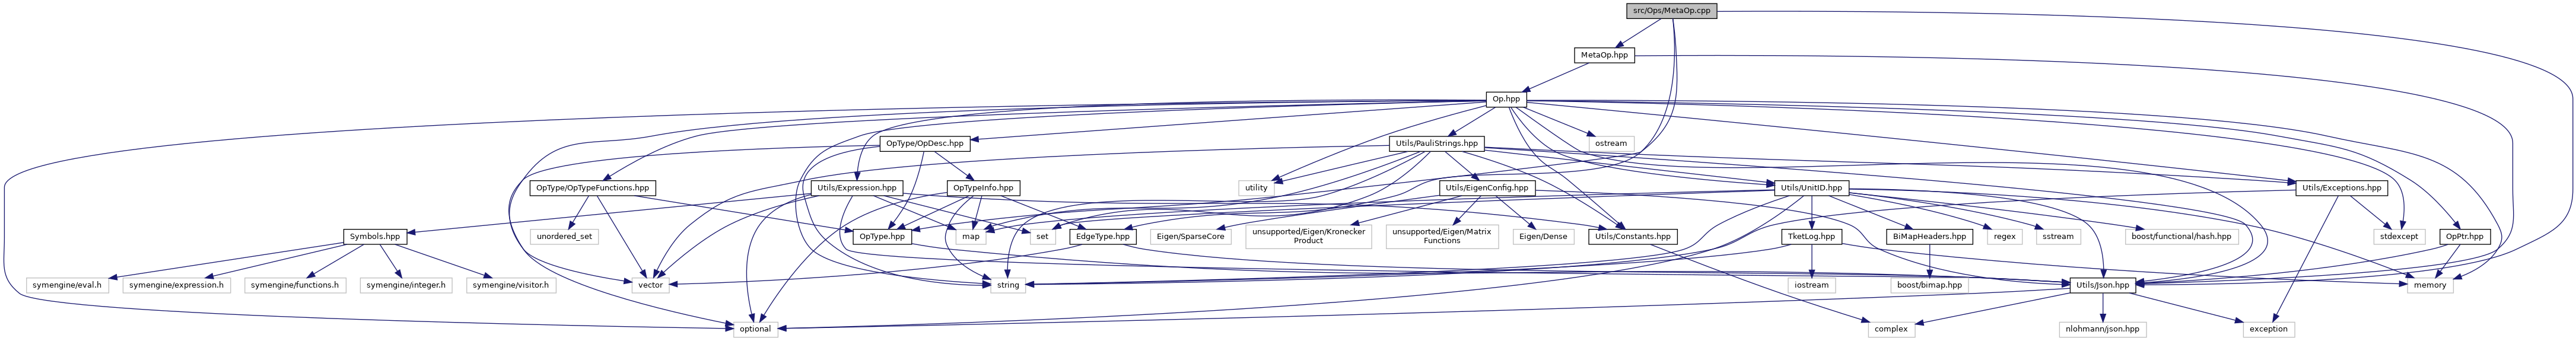 src/Ops/MetaOp.cpp
MetaOp.hpp
Op.hpp
OpType/OpDesc.hpp
Utils/PauliStrings.hpp
ostream
OpType/OpTypeFunctions.hpp
Utils/Expression.hpp
OpTypeInfo.hpp
utility
Utils/EigenConfig.hpp
Utils/UnitID.hpp
Utils/Exceptions.hpp
Symbols.hpp
unordered_set
OpType.hpp
map
set
EdgeType.hpp
Eigen/SparseCore
unsupported/Eigen/Kronecker
Product
unsupported/Eigen/Matrix
Functions
Eigen/Dense
Utils/Constants.hpp
TketLog.hpp
BiMapHeaders.hpp
regex
sstream
boost/functional/hash.hpp
stdexcept
OpPtr.hpp
symengine/eval.h
symengine/expression.h
symengine/functions.h
symengine/integer.h
symengine/visitor.h
vector
string
iostream
boost/bimap.hpp
Utils/Json.hpp
memory
optional
complex
nlohmann/json.hpp
exception